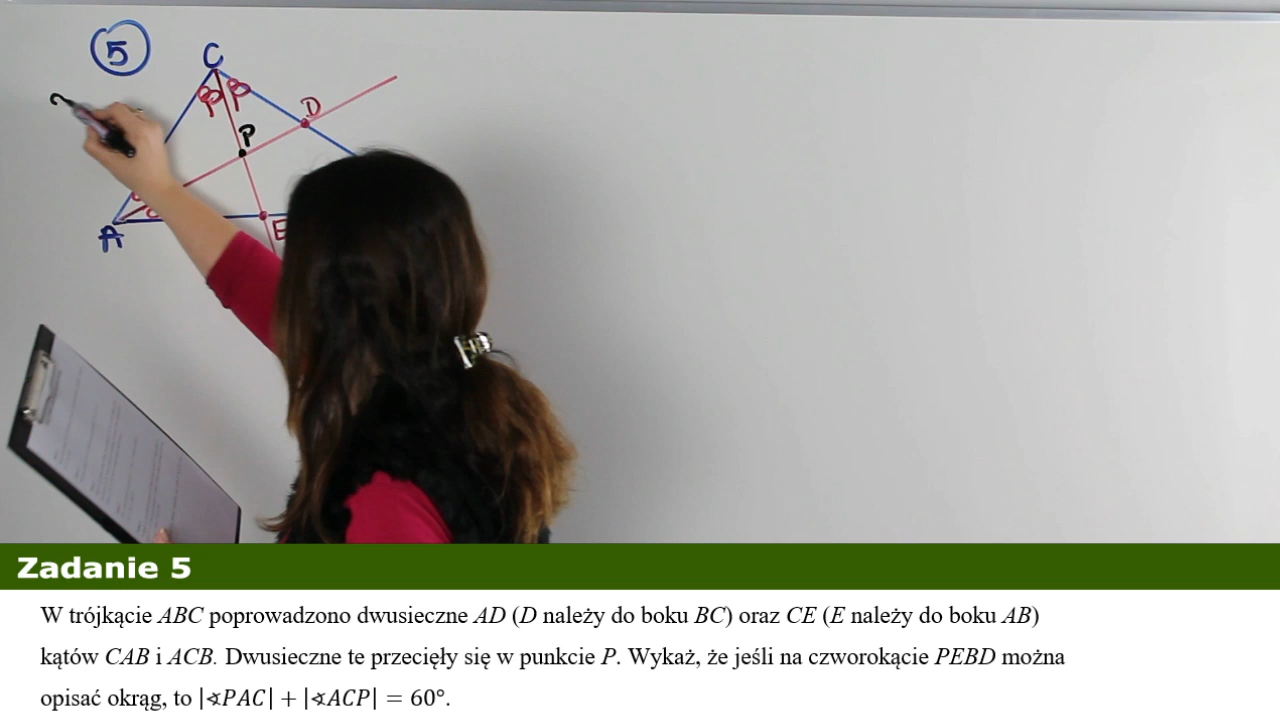 5
C
β β
D
P
A
E
Zadanie 5
W trójkącie ABC poprowadzono dwusieczne AD (D należy do boku BC) oraz CE (E należy do boku AB)
kątów CAB i ACB. Dwusieczne te przecięły się w punkcie P. Wykaż, że jeśli na czworokącie PEBD można
opisać okrąg, to |∢PAC| + |∢ACP| = 60°.